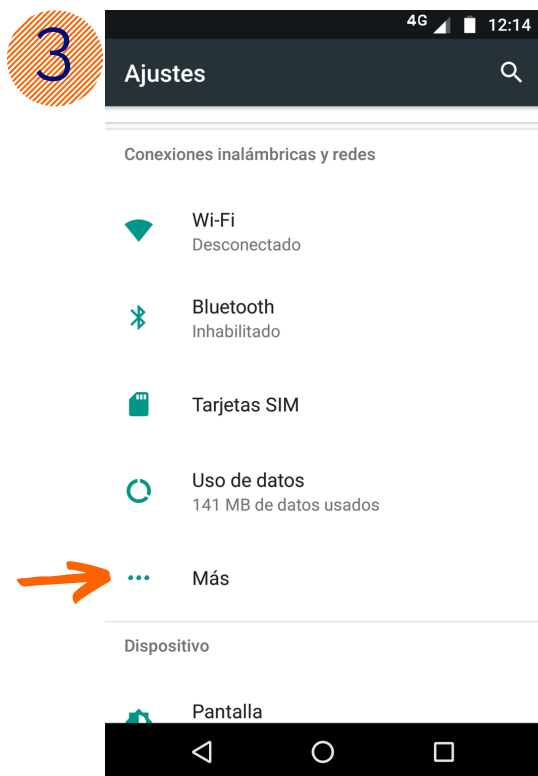 3
4G 12:14
Ajustes
Conexiones inalámbricas y redes
Wi-Fi
Desconectado
Bluetooth
Inhabilitado
Tarjetas SIM
Uso de datos
141 MB de datos usados
Más
Dispositivo
Pantalla